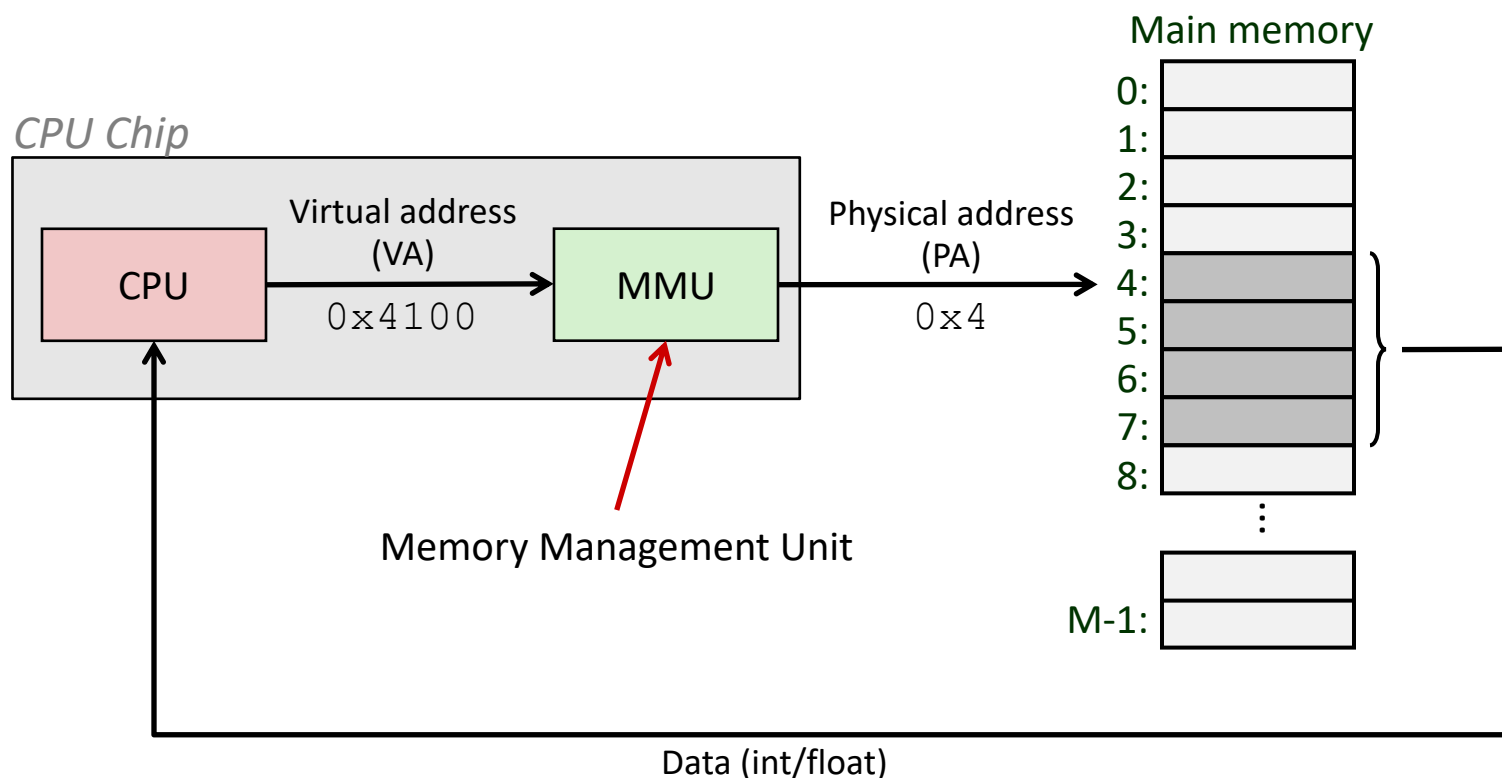 Main memory
0:
1:
CPU Chip
2:
Virtual address
(VA)
Physical address
(PA)
3:
CPU
MMU
4:
0x4100
0x4
5:
6:
7:
8:
⋮
Memory Management Unit
M-1:
Data (int/float)